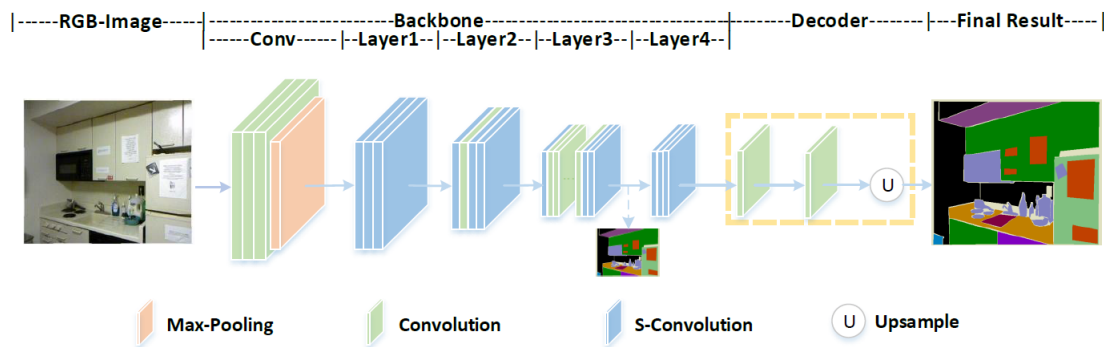 |----RGB-Image-----|------------------Backbone------------------------------|-------Decoder-------|----Final Result-----|
|------Conv------|--Layer1--|--Layer2--|--Layer3--|--Layer4--|
U
Max-Pooling Convolution S-Convolution U Upsample